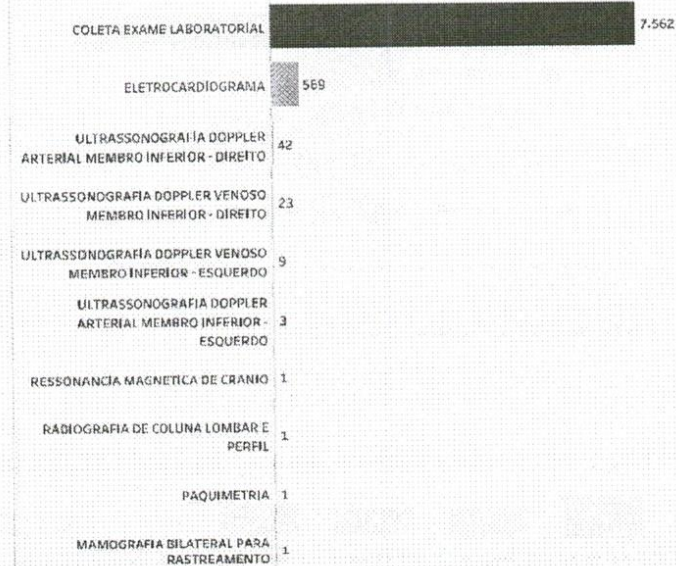 COLETA EXAME LABORATORIAL 7.562
ELETROCARDIOGRAMA 569
ULTRASSONOGRAFIA DOPPLER
ARTERIAL MEMBRO INFERIOR - DIREITO 42
ULTRASSONOGRAFIA DOPPLER VENOSO
MEMBRO INFERIOR - DIREITO 23
ULTRASSONOGRAFIA DOPPLER VENOSO
MEMBRO INFERIOR - ESQUERDO 9
ULTRASSONOGRAFIA DOPPLER
ARTERIAL MEMBRO INFERIOR - 3
ESQUERDO
RESSONANCIA MAGNETICA DE CRANIO 1
RADIOGRAFIA DE COLUNA LOMBAR E
PERFIL 1
PAQUIMETRIA 1
MAMOGRAFIA BILATERAL PARA
RASTREAMENTO 1